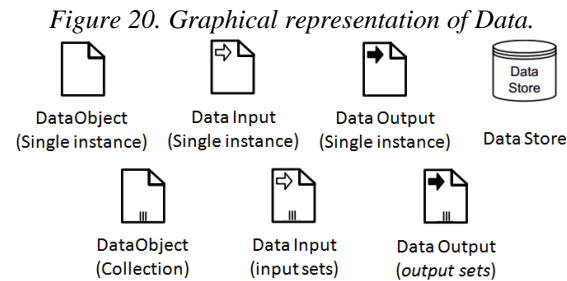 Figure 20. Graphical representation of Data.
Data
Store
DataObject
(Single instance)
Data Input
(Single instance)
Data Output
(Single instance)
Data Store
DataObject
(Collection)
Data Input
(input sets)
Data Output
(output sets)